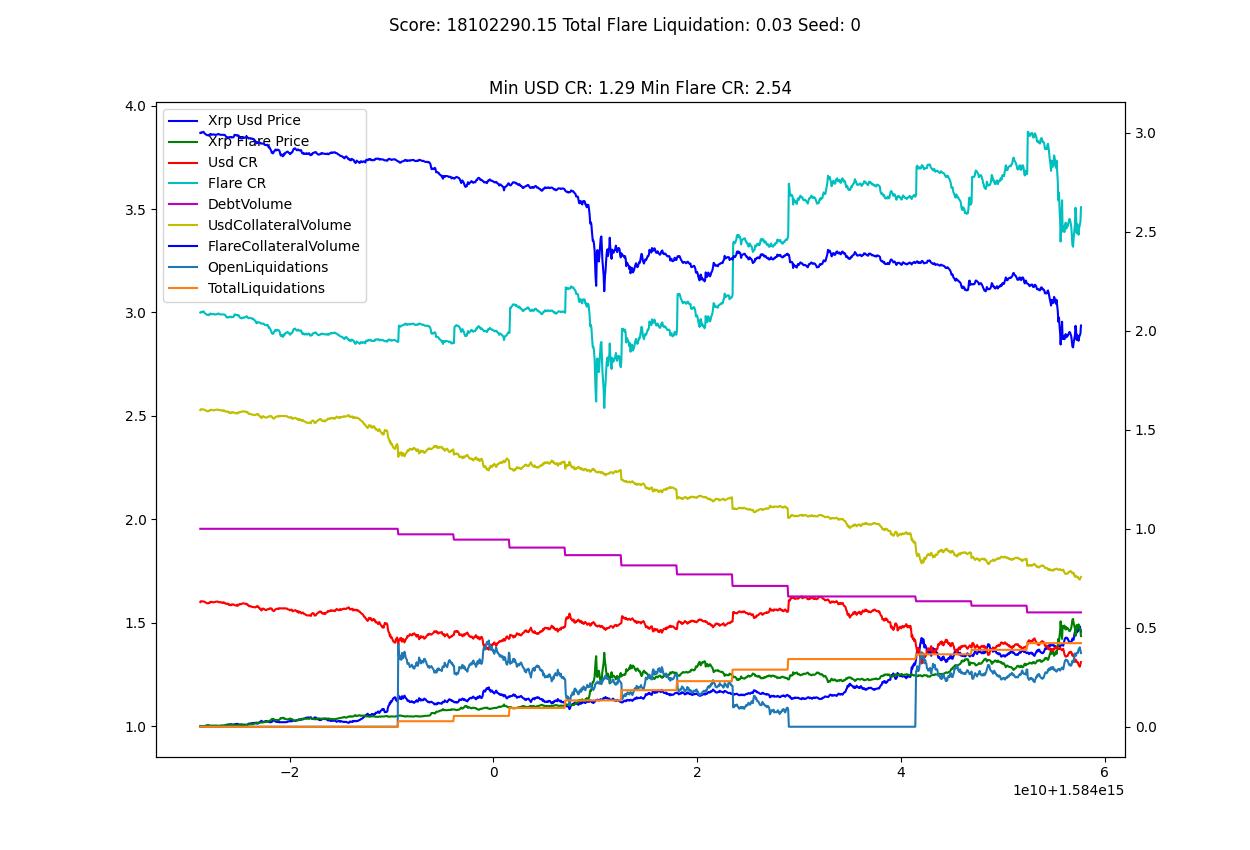 Score: 18102290.15 Total Flare Liquidation: 0.03 Seed: 0
Min USD CR: 1.29 Min Flare CR: 2.54
Xrp Usd Price
Xrp Flare Price
Usd CR
Flare CR
DebtVolume
UsdCollateralVolume
FlareCollateralVolume
OpenLiquidations
TotalLiquidations
4.0
3.5
3.0
2.5
2.0
1.5
1.0
3.0
2.5
2.0
1.5
1.0
0.5
0.0
−2 0 2 4 6
1e10+1.584e15